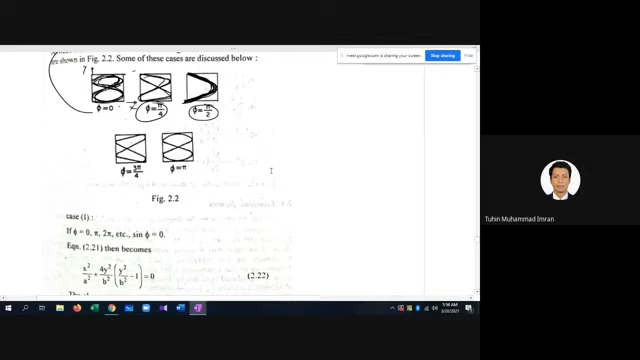 are shown in Fig. 2.2. Some of these cases are discussed below :
meet.google.com is sharing your screen.
Stop sharing
Hide
y
x
ϕ = 0
ϕ = π/4
ϕ = π/2
ϕ = 3π/4
ϕ = π
Fig. 2.2
case (I) :
If ϕ = 0, π, 2π, etc., sin ϕ = 0.
Eqn. (2.21) then becomes
x²/a² + 4y²/b² (y²/b² − 1) = 0 (2.22)
Tuhin Muhammad Imran
5:56 AM
2/20/2021